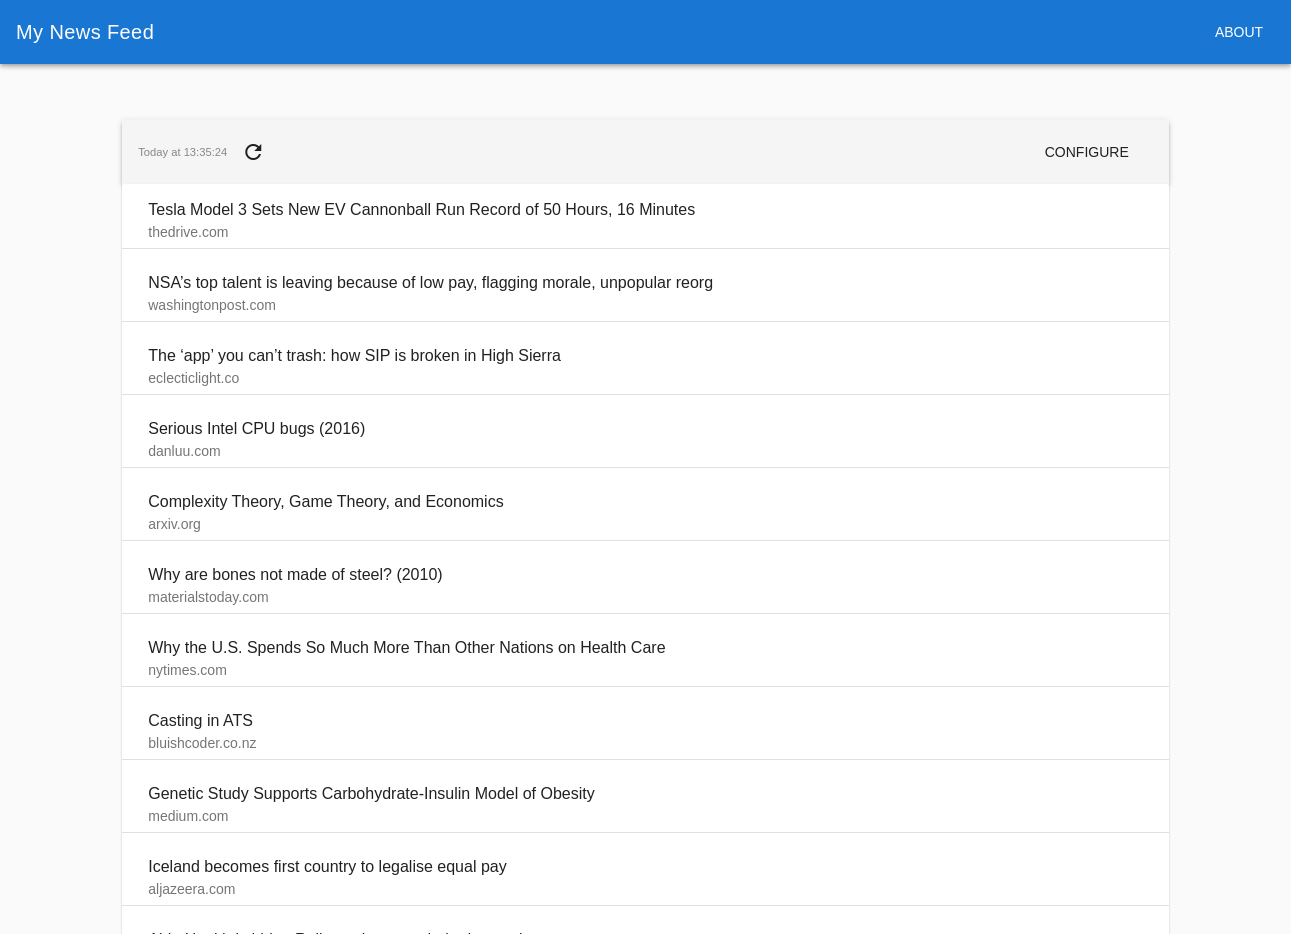 My News Feed
ABOUT
Today at 13:35:24
CONFIGURE
Tesla Model 3 Sets New EV Cannonball Run Record of 50 Hours, 16 Minutes
thedrive.com
NSA’s top talent is leaving because of low pay, flagging morale, unpopular reorg
washingtonpost.com
The ‘app’ you can’t trash: how SIP is broken in High Sierra
eclecticlight.co
Serious Intel CPU bugs (2016)
danluu.com
Complexity Theory, Game Theory, and Economics
arxiv.org
Why are bones not made of steel? (2010)
materialstoday.com
Why the U.S. Spends So Much More Than Other Nations on Health Care
nytimes.com
Casting in ATS
bluishcoder.co.nz
Genetic Study Supports Carbohydrate-Insulin Model of Obesity
medium.com
Iceland becomes first country to legalise equal pay
aljazeera.com